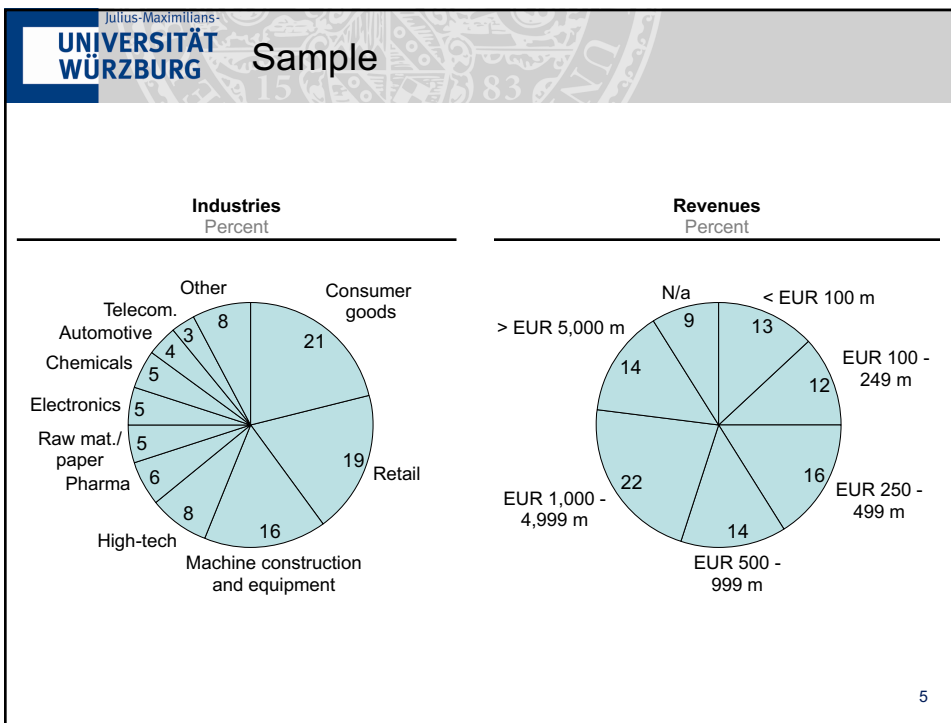 Julius-Maximilians-
UNIVERSITÄT
WÜRZBURG
Sample
15 83
Industries
Percent
Other
Consumer
goods
Telecom.
Automotive
Chemicals
Electronics
Raw mat./
paper
Pharma
High-tech
Machine construction
and equipment
Retail
8
21
3
4
5
5
5
6
8
16
19
Revenues
Percent
N/a
< EUR 100 m
> EUR 5,000 m
EUR 100 -
249 m
EUR 1,000 -
4,999 m
EUR 250 -
499 m
EUR 500 -
999 m
9
13
14
12
22
16
14
5